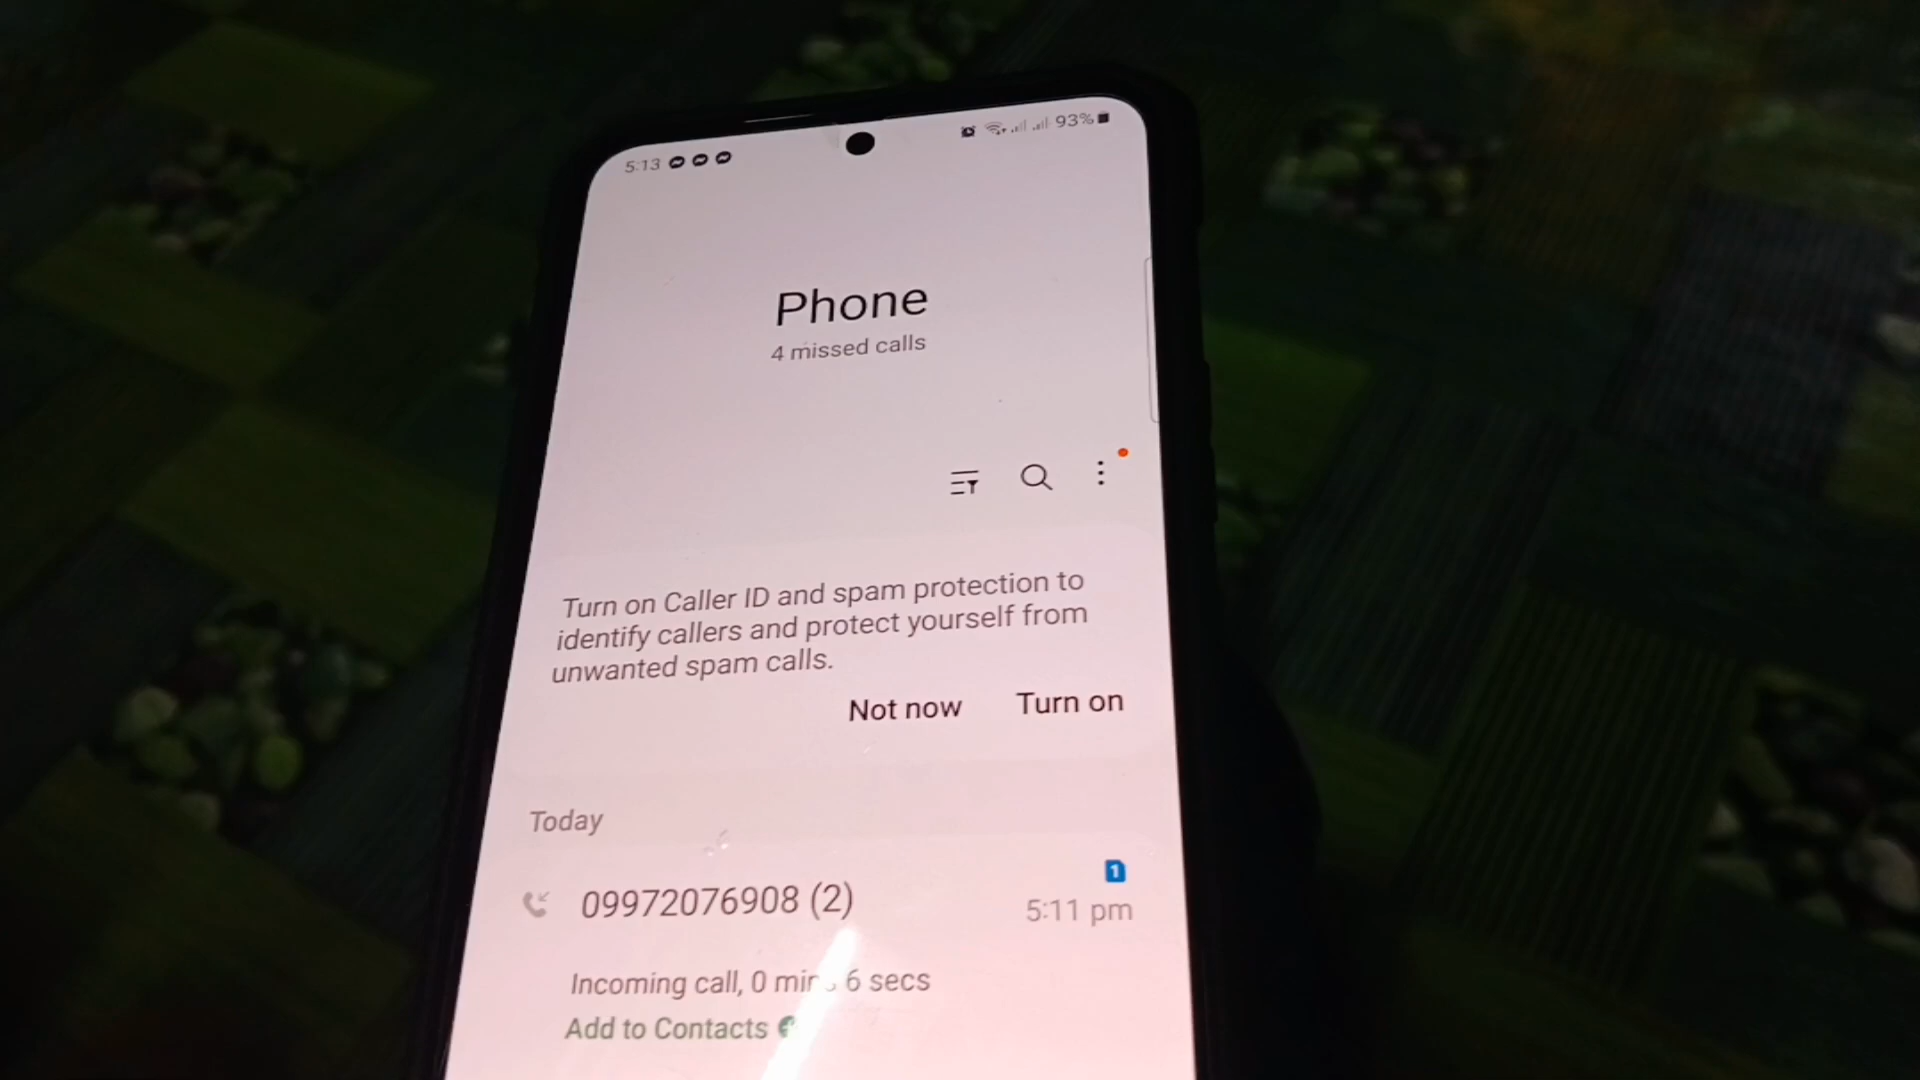 5:13
93%
Phone
4 missed calls
Turn on Caller ID and spam protection to
identify callers and protect yourself from
unwanted spam calls.
Not now Turn on
Today
1
09972076908 (2)
5:11 pm
Incoming call, 0 6 secs
Add to Contacts